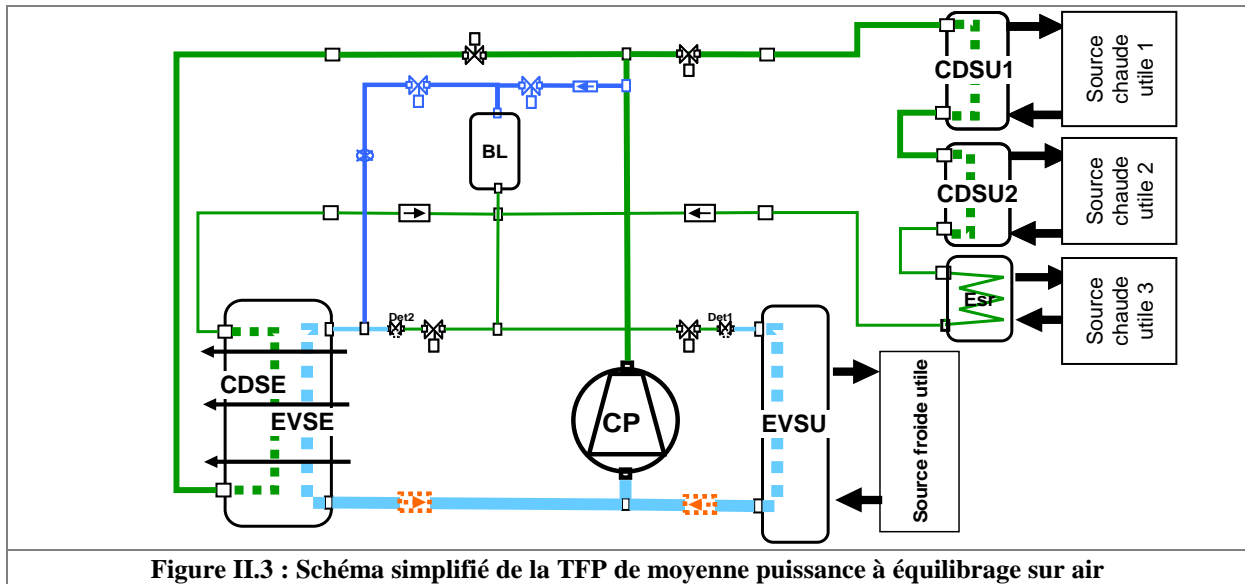 CDSU1
Source
chaude
utile 1
BL
CDSU2
Source
chaude
utile 2
Esr
Source
chaude
utile 3
Det2
Det1
CDSE
EVSE
CP
EVSU
Source froide utile
Figure II.3 : Schéma simplifié de la TFP de moyenne puissance à équilibrage sur air